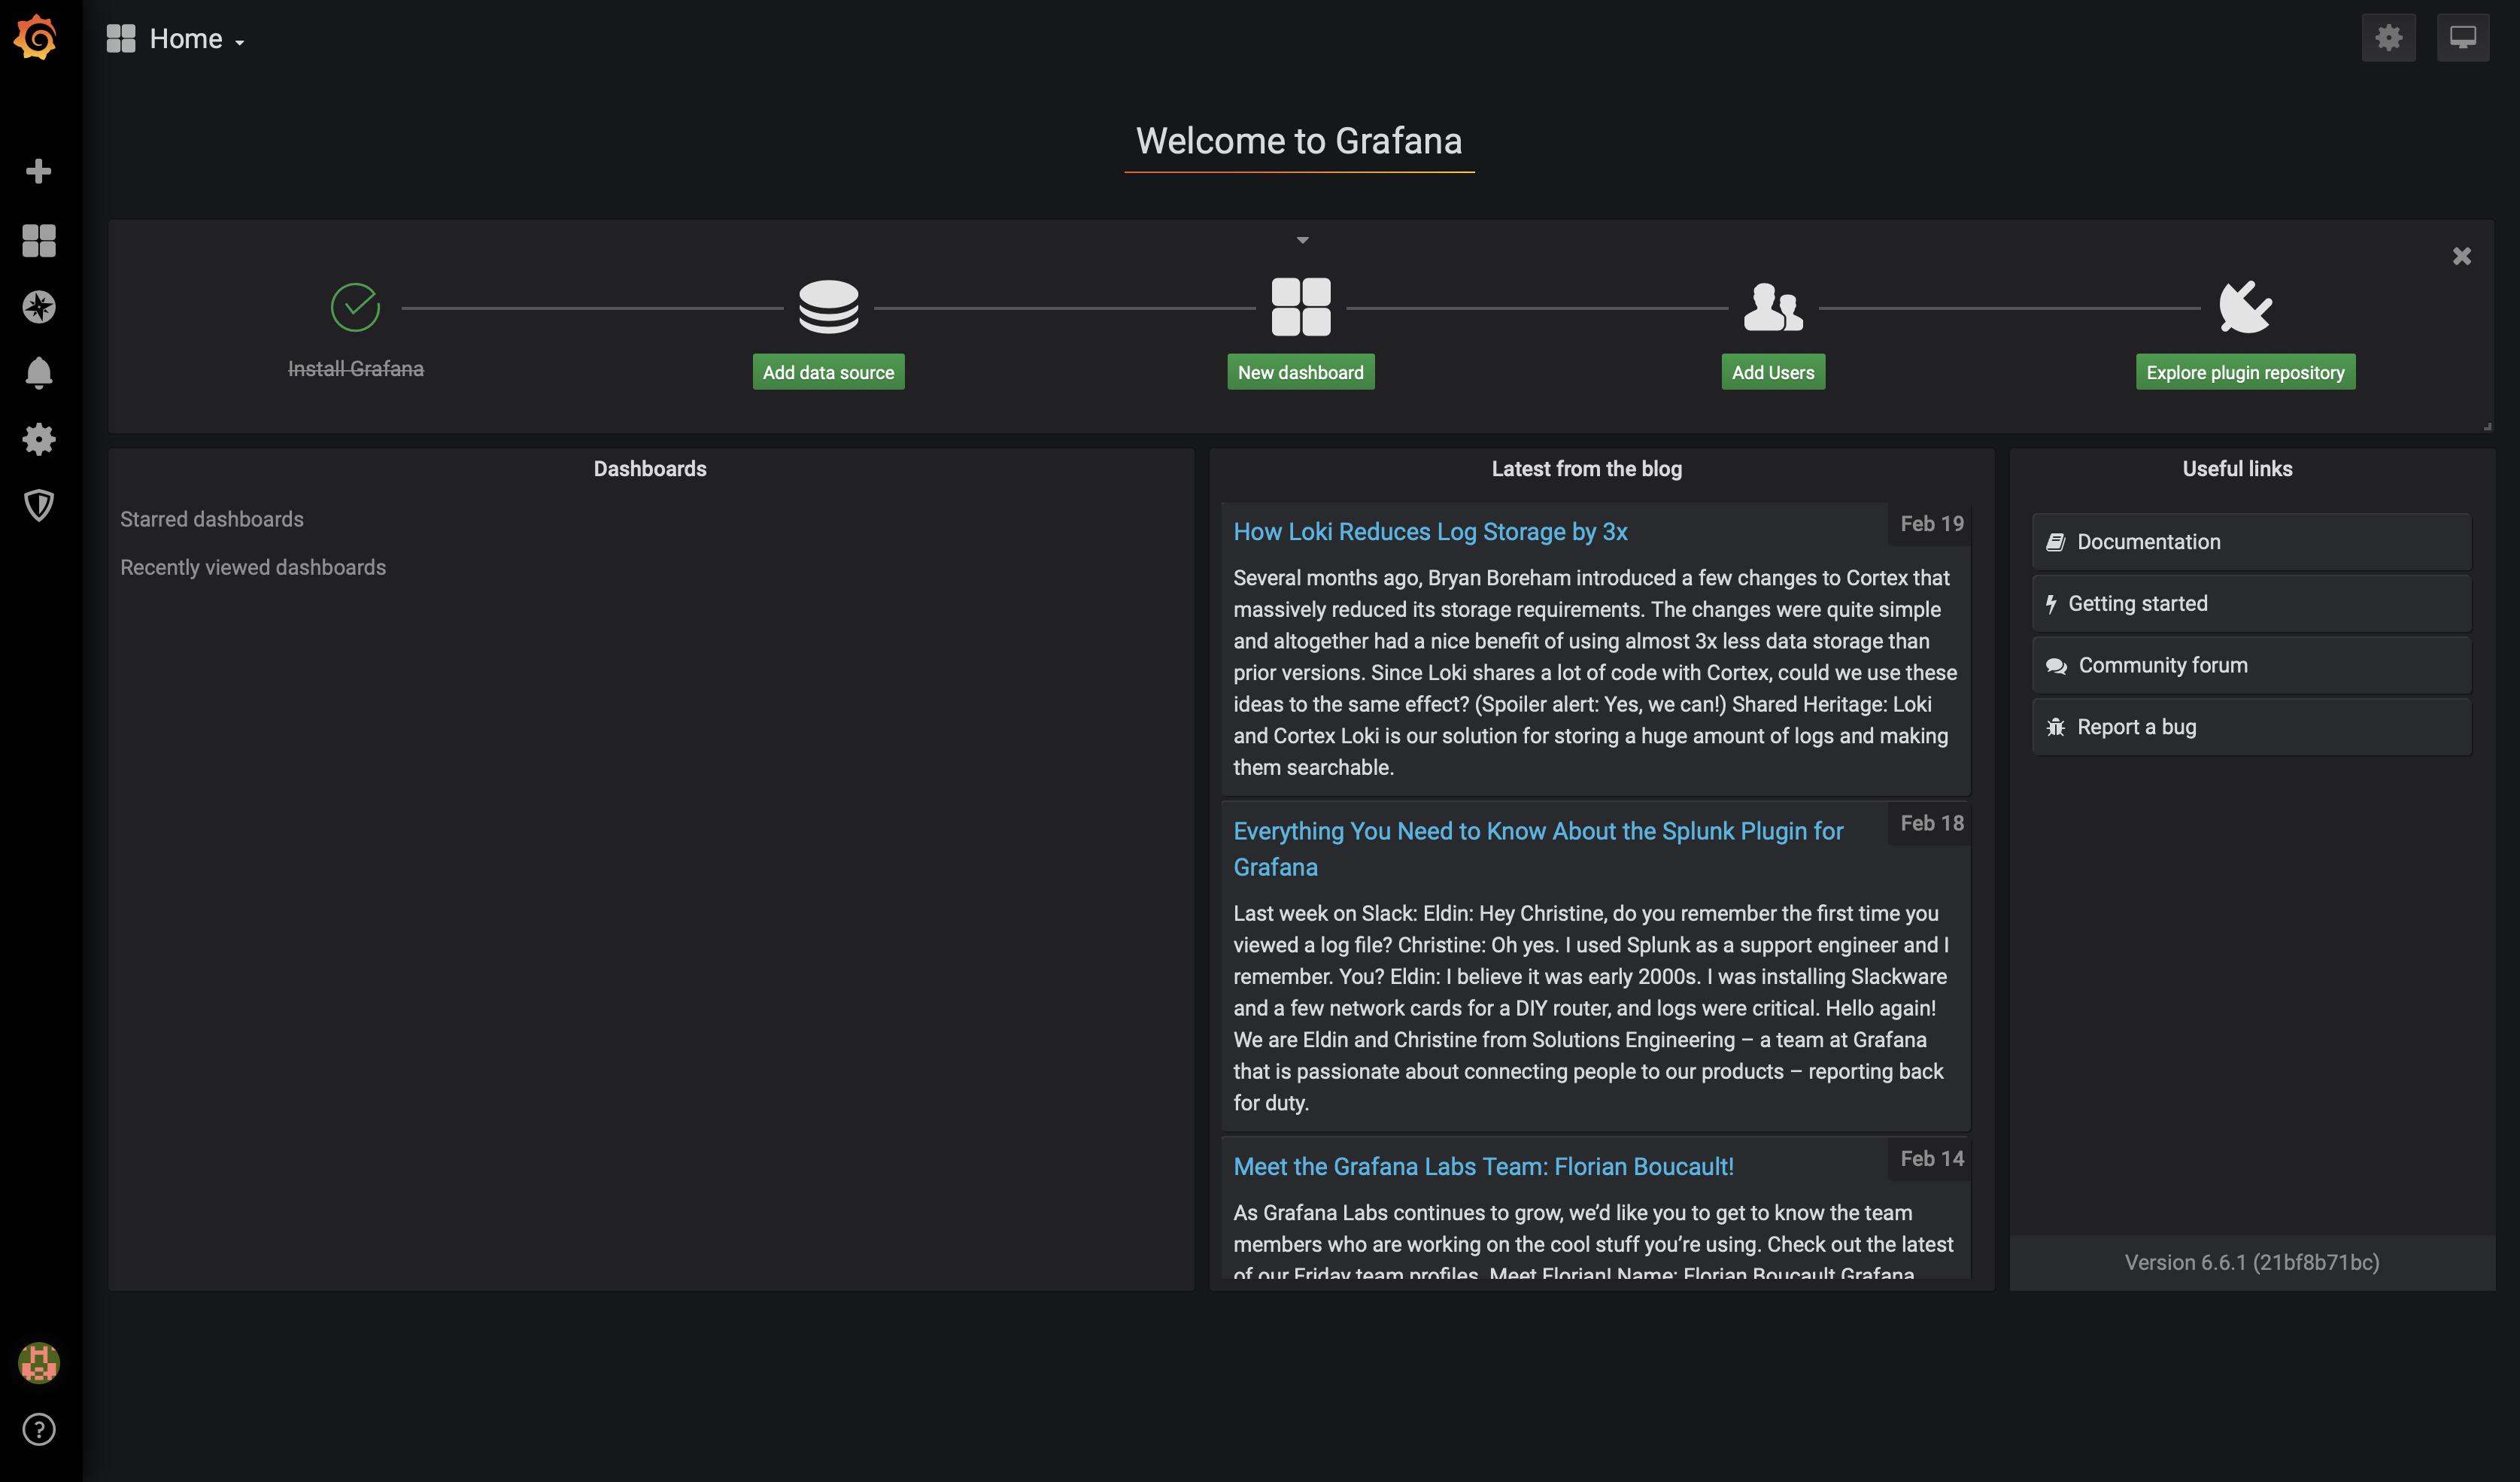 Home
Welcome to Grafana
Install Grafana
Add data source
New dashboard
Add Users
Explore plugin repository
Dashboards
Starred dashboards
Recently viewed dashboards
Latest from the blog
How Loki Reduces Log Storage by 3x
Feb 19
Several months ago, Bryan Boreham introduced a few changes to Cortex that
massively reduced its storage requirements. The changes were quite simple
and altogether had a nice benefit of using almost 3x less data storage than
prior versions. Since Loki shares a lot of code with Cortex, could we use these
ideas to the same effect? (Spoiler alert: Yes, we can!) Shared Heritage: Loki
and Cortex Loki is our solution for storing a huge amount of logs and making
them searchable.
Everything You Need to Know About the Splunk Plugin for
Grafana
Feb 18
Last week on Slack: Eldin: Hey Christine, do you remember the first time you
viewed a log file? Christine: Oh yes. I used Splunk as a support engineer and I
remember. You? Eldin: I believe it was early 2000s. I was installing Slackware
and a few network cards for a DIY router, and logs were critical. Hello again!
We are Eldin and Christine from Solutions Engineering – a team at Grafana
that is passionate about connecting people to our products – reporting back
for duty.
Meet the Grafana Labs Team: Florian Boucault!
Feb 14
As Grafana Labs continues to grow, we’d like you to get to know the team
members who are working on the cool stuff you’re using. Check out the latest
of our Friday team profiles. Meet Florian! Name: Florian Boucault Grafana
Useful links
Documentation
Getting started
Community forum
Report a bug
Version 6.6.1 (21bf8b71bc)